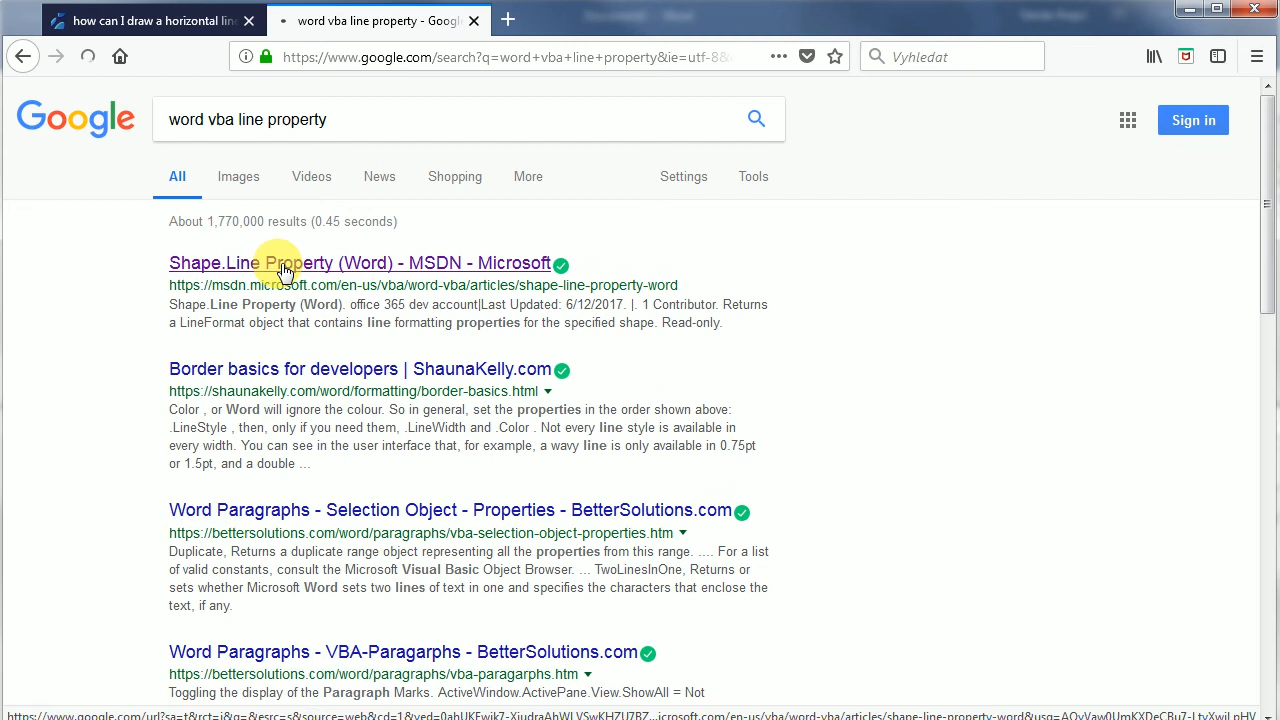 how can I draw a horizontal line
word vba line property - Googl
https://www.google.com/search?q=word+vba+line+property&ie=utf-8&
Vyhledat
Google
word vba line property
Sign in
All Images Videos News Shopping More Settings Tools
About 1,770,000 results (0.45 seconds)
Shape.Line Property (Word) - MSDN - Microsoft
https://msdn.microsoft.com/en-us/vba/word-vba/articles/shape-line-property-word
Shape.Line Property (Word). office 365 dev account|Last Updated: 6/12/2017. |. 1 Contributor. Returns
a LineFormat object that contains line formatting properties for the specified shape. Read-only.
Border basics for developers | ShaunaKelly.com
https://shaunakelly.com/word/formatting/border-basics.html
Color , or Word will ignore the colour. So in general, set the properties in the order shown above:
.LineStyle , then, only if you need them, .LineWidth and .Color . Not every line style is available in
every width. You can see in the user interface that, for example, a wavy line is only available in 0.75pt
or 1.5pt, and a double ...
Word Paragraphs - Selection Object - Properties - BetterSolutions.com
https://bettersolutions.com/word/paragraphs/vba-selection-object-properties.htm
Duplicate, Returns a duplicate range object representing all the properties from this range. .... For a list
of valid constants, consult the Microsoft Visual Basic Object Browser. ... TwoLinesInOne, Returns or
sets whether Microsoft Word sets two lines of text in one and specifies the characters that enclose the
text, if any.
Word Paragraphs - VBA-Paragarphs - BetterSolutions.com
https://bettersolutions.com/word/paragraphs/vba-paragarphs.htm
Toggling the display of the Paragraph Marks. ActiveWindow.ActivePane.View.ShowAll = Not